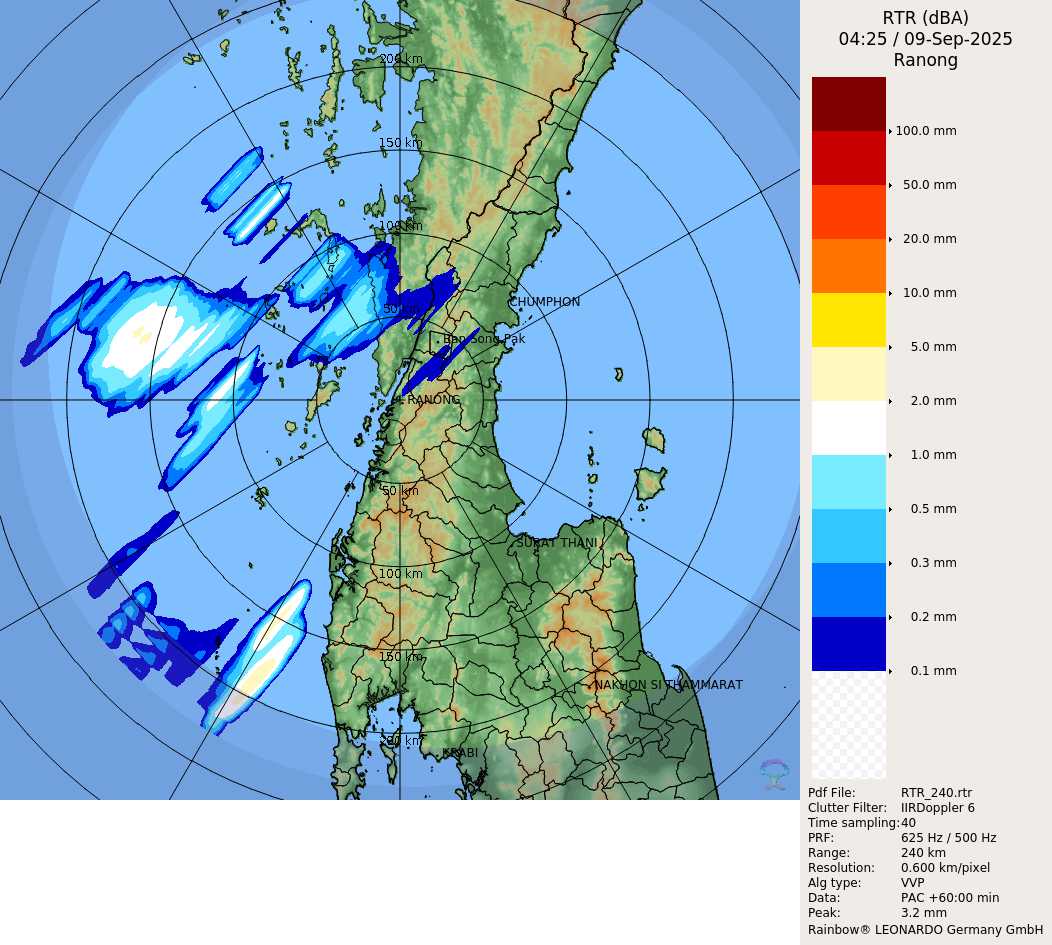 200 km
150 km
100 km
50 km
CHUMPHON
Ban Song Pak
RANONG
50 km
SURAT THANI
100 km
150 km
NAKHON SI THAMMARAT
200 km
KRABI
RTR (dBA)
04:25 / 09-Sep-2025
Ranong
100.0 mm
50.0 mm
20.0 mm
10.0 mm
5.0 mm
2.0 mm
1.0 mm
0.5 mm
0.3 mm
0.2 mm
0.1 mm
Pdf File: RTR_240.rtr
Clutter Filter: IIRDoppler 6
Time sampling:40
PRF: 625 Hz / 500 Hz
Range: 240 km
Resolution: 0.600 km/pixel
Alg type: VVP
Data: PAC +60:00 min
Peak: 3.2 mm
Rainbow® LEONARDO Germany GmbH